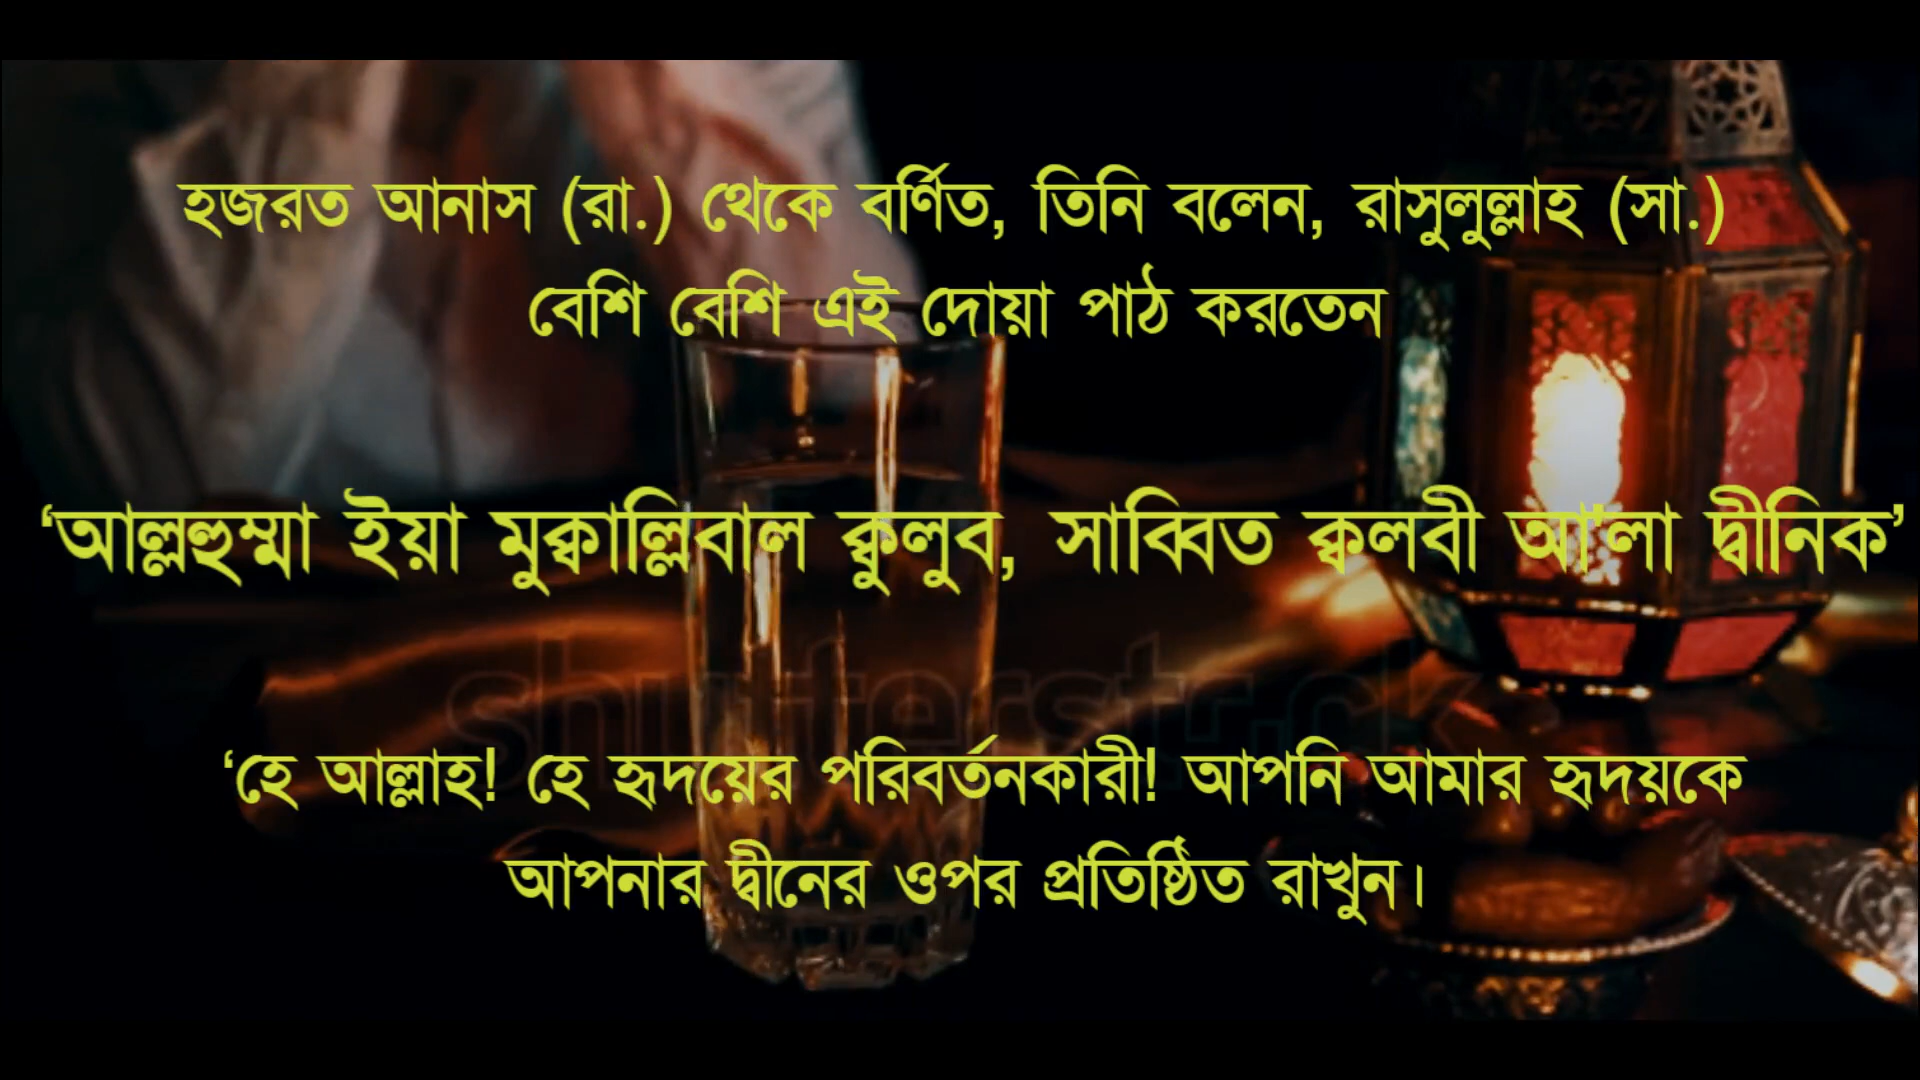 হজরত আনাস (রা.) থেকে বর্ণিত, তিনি বলেন, রাসুলুল্লাহ (সা.)
বেশি বেশি এই দোয়া পাঠ করতেন
‘আল্লহুম্মা ইয়া মুক্বাল্লিবাল ক্বুলুব, সাব্বিত ক্বলবী আ'লা দ্বীনিক’
shutterstock
‘হে আল্লাহ! হে হৃদয়ের পরিবর্তনকারী! আপনি আমার হৃদয়কে
আপনার দ্বীনের ওপর প্রতিষ্ঠিত রাখুন।